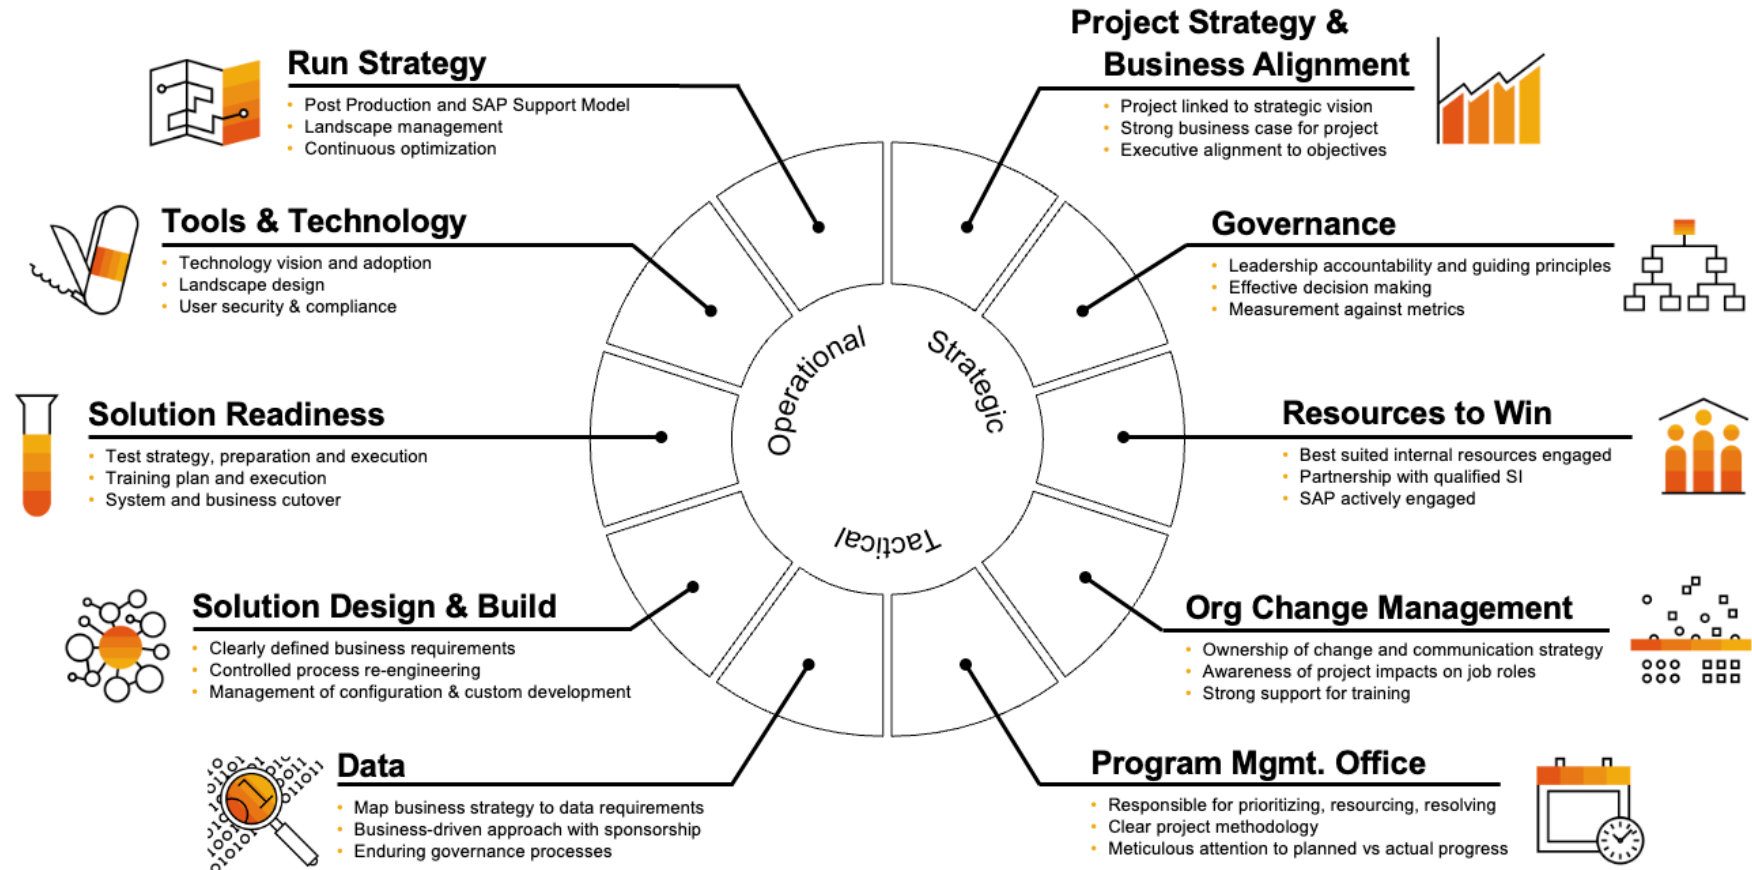 Project Strategy &
Business Alignment
• Project linked to strategic vision
• Strong business case for project
• Executive alignment to objectives
Governance
• Leadership accountability and guiding principles
• Effective decision making
• Measurement against metrics
Resources to Win
• Best suited internal resources engaged
• Partnership with qualified SI
• SAP actively engaged
Org Change Management
• Ownership of change and communication strategy
• Awareness of project impacts on job roles
• Strong support for training
Program Mgmt. Office
• Responsible for prioritizing, resourcing, resolving
• Clear project methodology
• Meticulous attention to planned vs actual progress
Data
• Map business strategy to data requirements
• Business-driven approach with sponsorship
• Enduring governance processes
Solution Design & Build
• Clearly defined business requirements
• Controlled process re-engineering
• Management of configuration & custom development
Solution Readiness
• Test strategy, preparation and execution
• Training plan and execution
• System and business cutover
Tools & Technology
• Technology vision and adoption
• Landscape design
• User security & compliance
Run Strategy
• Post Production and SAP Support Model
• Landscape management
• Continuous optimization
Operational
Strategic
Tactical